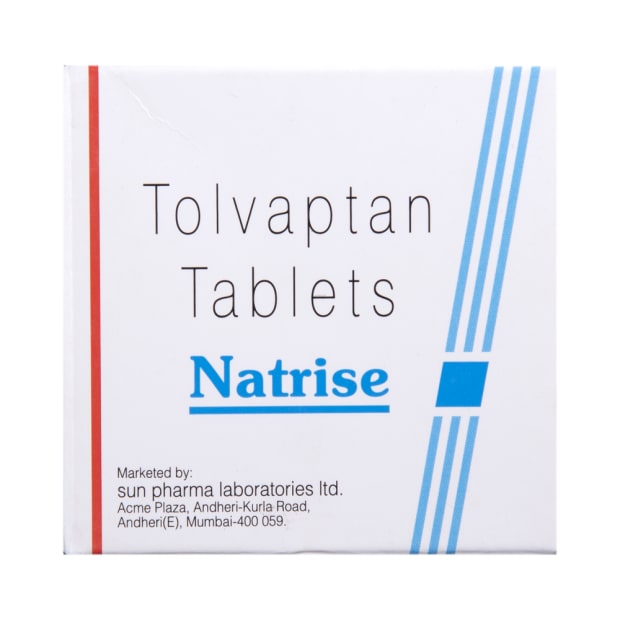 Tolvaptan
Tablets
Natrise
Marketed by:
sun pharma laboratories ltd.
Acme Plaza, Andheri-Kurla Road,
Andheri(E), Mumbai-400 059.